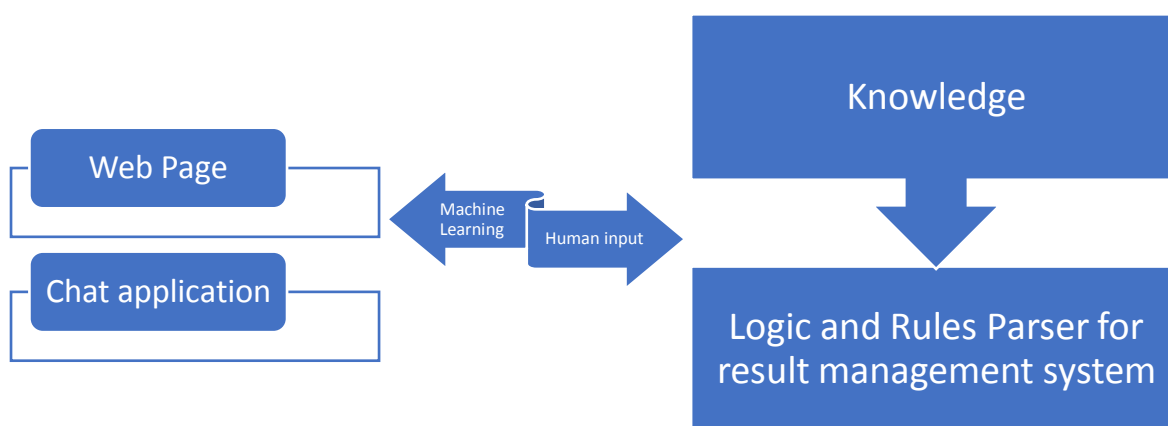 Web Page
Chat application
Machine
Learning
Human input
Knowledge
Logic and Rules Parser for
result management system